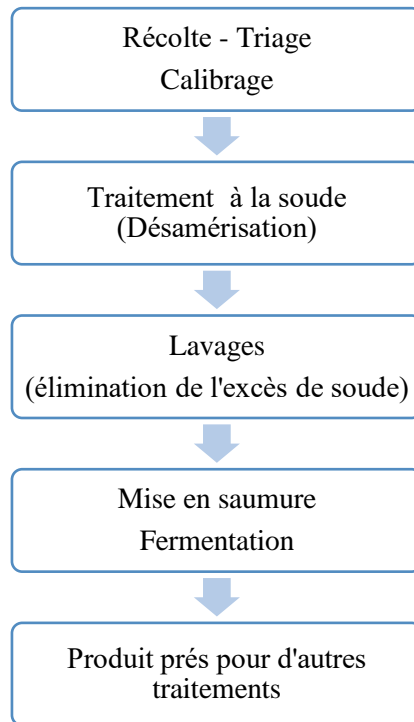 Récolte - Triage
Calibrage
Traitement à la soude
(Désamérisation)
Lavages
(élimination de l'excès de soude)
Mise en saumure
Fermentation
Produit prés pour d'autres
traitements